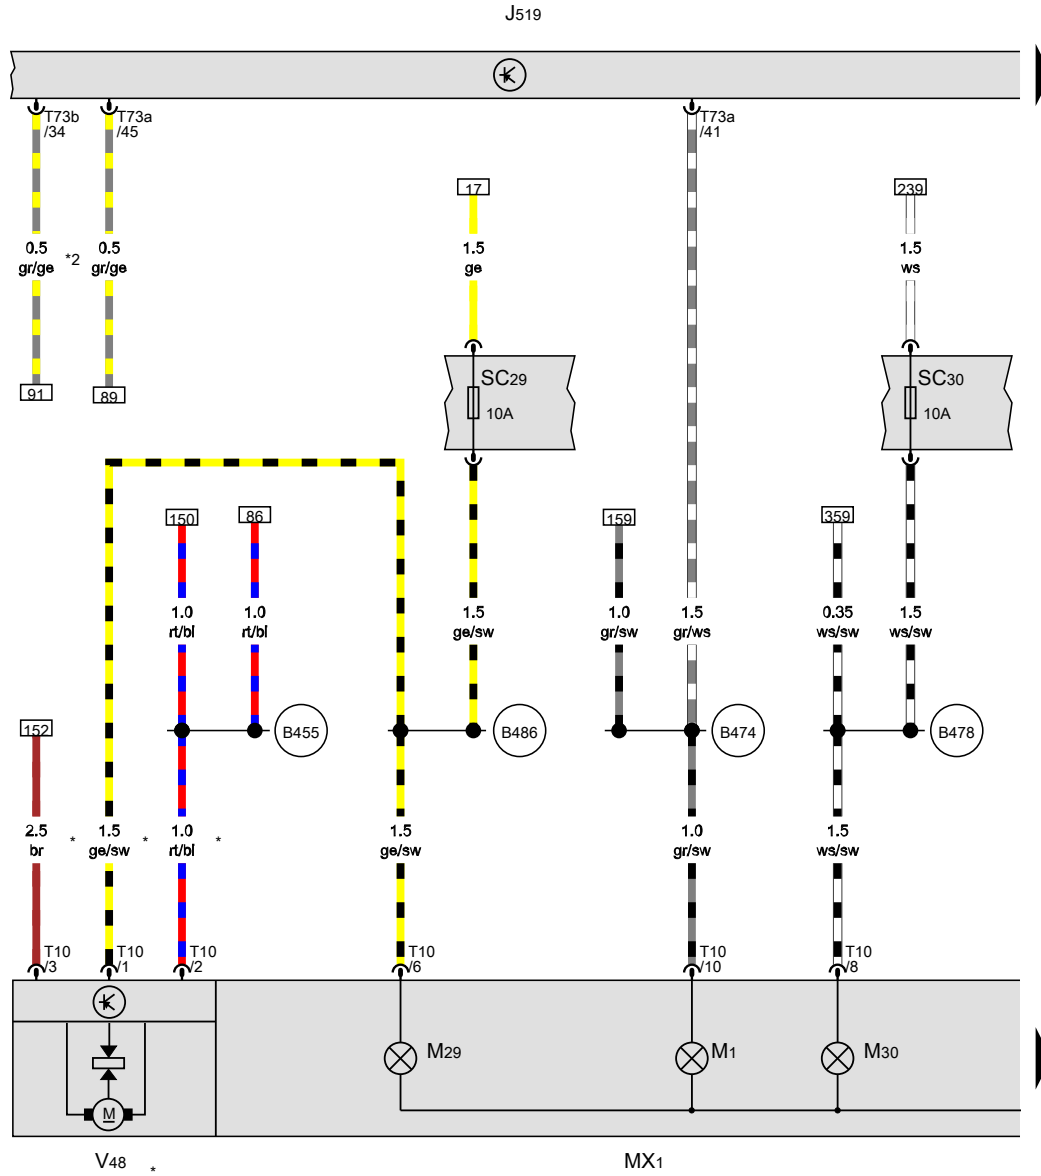 J519
T73b
/34
T73a
/45
T73a
/41
17
239
0.5
gr/ge
*2
0.5
gr/ge
1.5
ge
1.5
ws
SC29
10A
SC30
10A
91
89
150
86
159
359
1.0
rt/bl
1.0
rt/bl
1.5
ge/sw
1.0
gr/sw
1.5
gr/ws
0.35
ws/sw
1.5
ws/sw
152
B455
B486
B474
B478
2.5
br
*
1.5
ge/sw
*
1.0
rt/bl
*
1.5
ge/sw
1.0
gr/sw
1.5
ws/sw
T10
/3
T10
/1
T10
/2
T10
/6
T10
/10
T10
/8
M29
M1
M30
M
V48
*
MX1